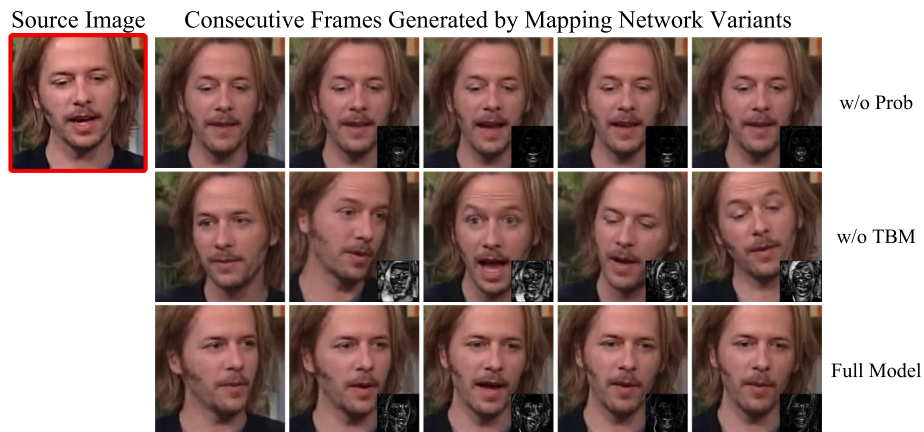 Source Image
Consecutive Frames Generated by Mapping Network Variants
w/o Prob
w/o TBM
Full Model